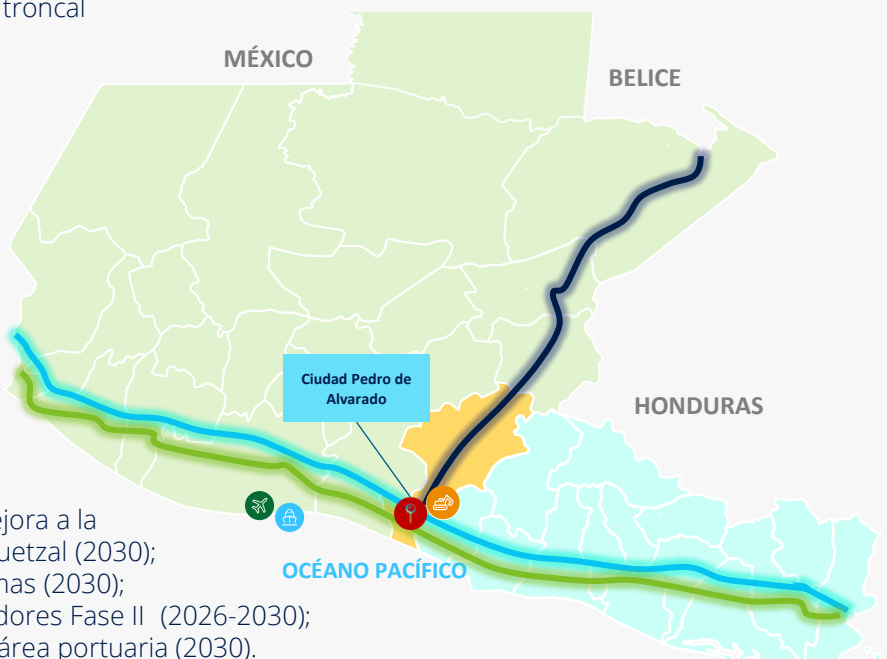 troncal
MÉXICO
BELICE
Ciudad Pedro de
Alvarado
HONDURAS
OCÉANO PACÍFICO
ejora a la
uetzal (2030);
nas (2030);
dores Fase II (2026-2030);
área portuaria (2030).